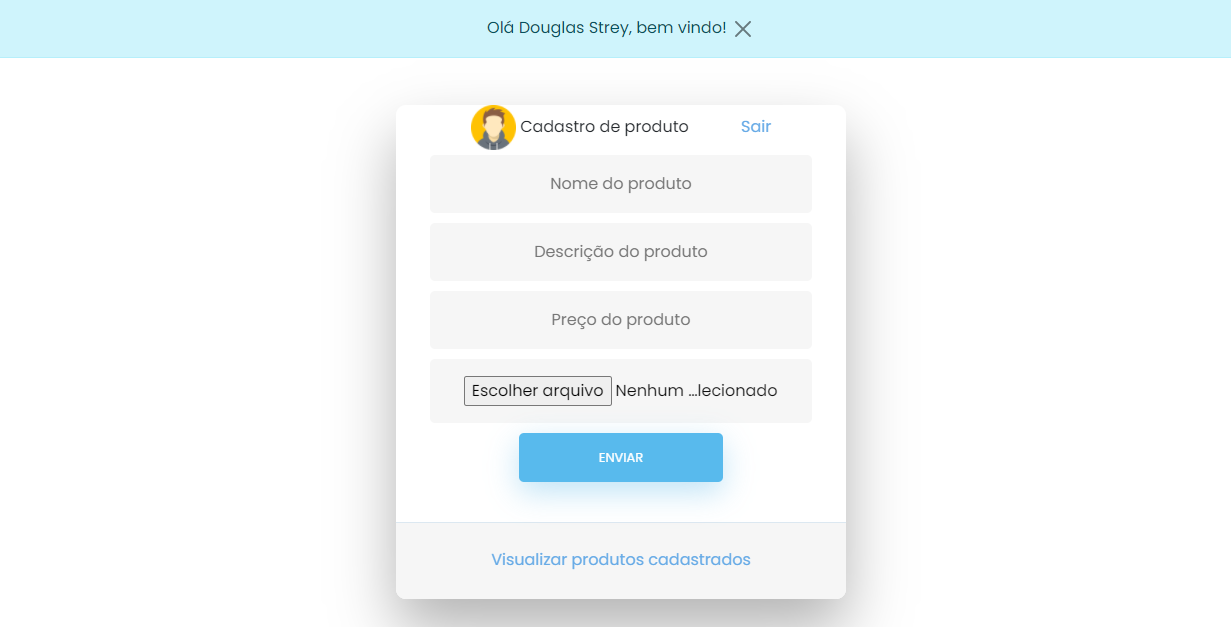 Olá Douglas Strey, bem vindo!
Cadastro de produto Sair
Nome do produto
Descrição do produto
Preço do produto
Escolher arquivo Nenhum ...lecionado
ENVIAR
Visualizar produtos cadastrados